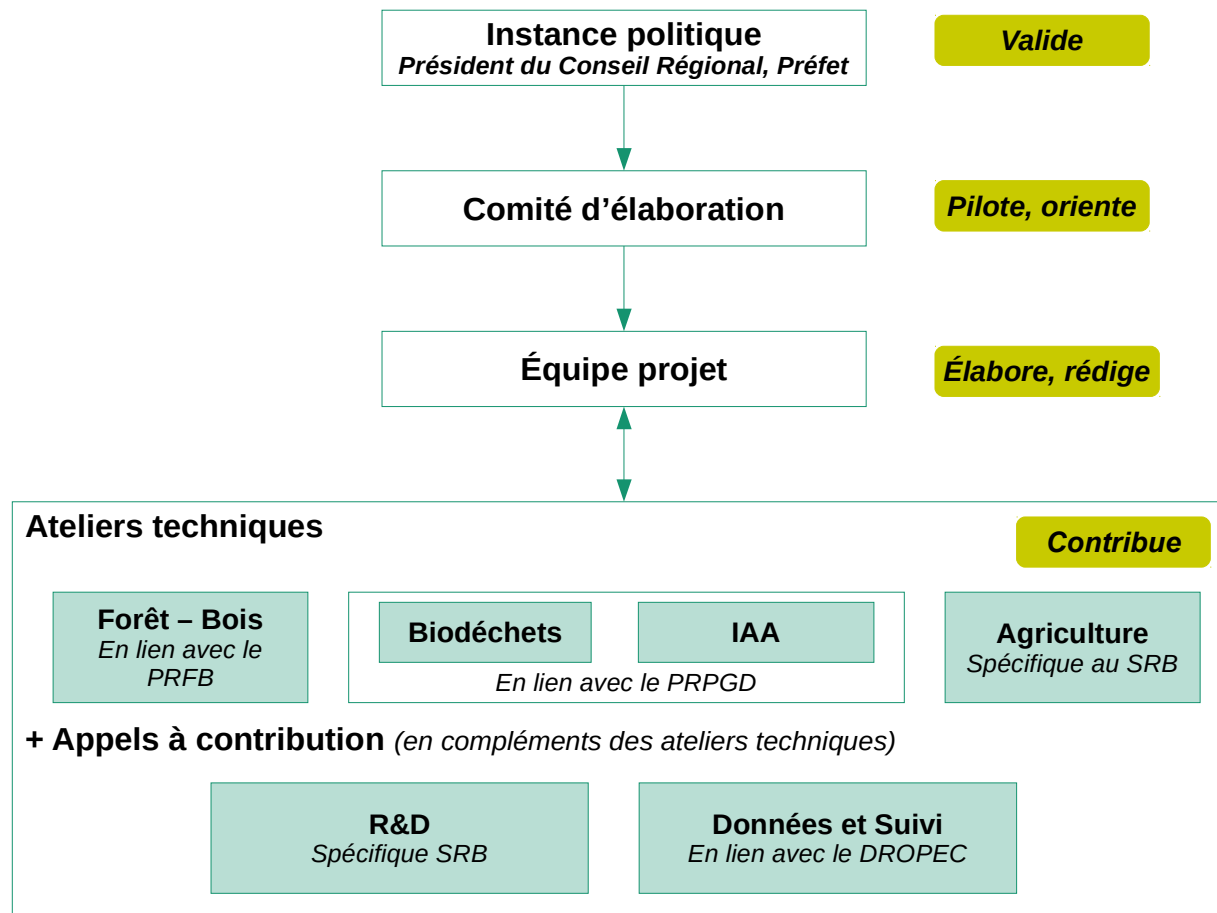 Instance politique
Président du Conseil Régional, Préfet
Valide
Comité d'élaboration
Pilote, oriente
Équipe projet
Élabore, rédige
Ateliers techniques
Contribue
Forêt – Bois
En lien avec le
PRFB
Biodéchets
IAA
En lien avec le PRPGD
Agriculture
Spécifique au SRB
+ Appels à contribution (en compléments des ateliers techniques)
R&D
Spécifique SRB
Données et Suivi
En lien avec le DROPEC